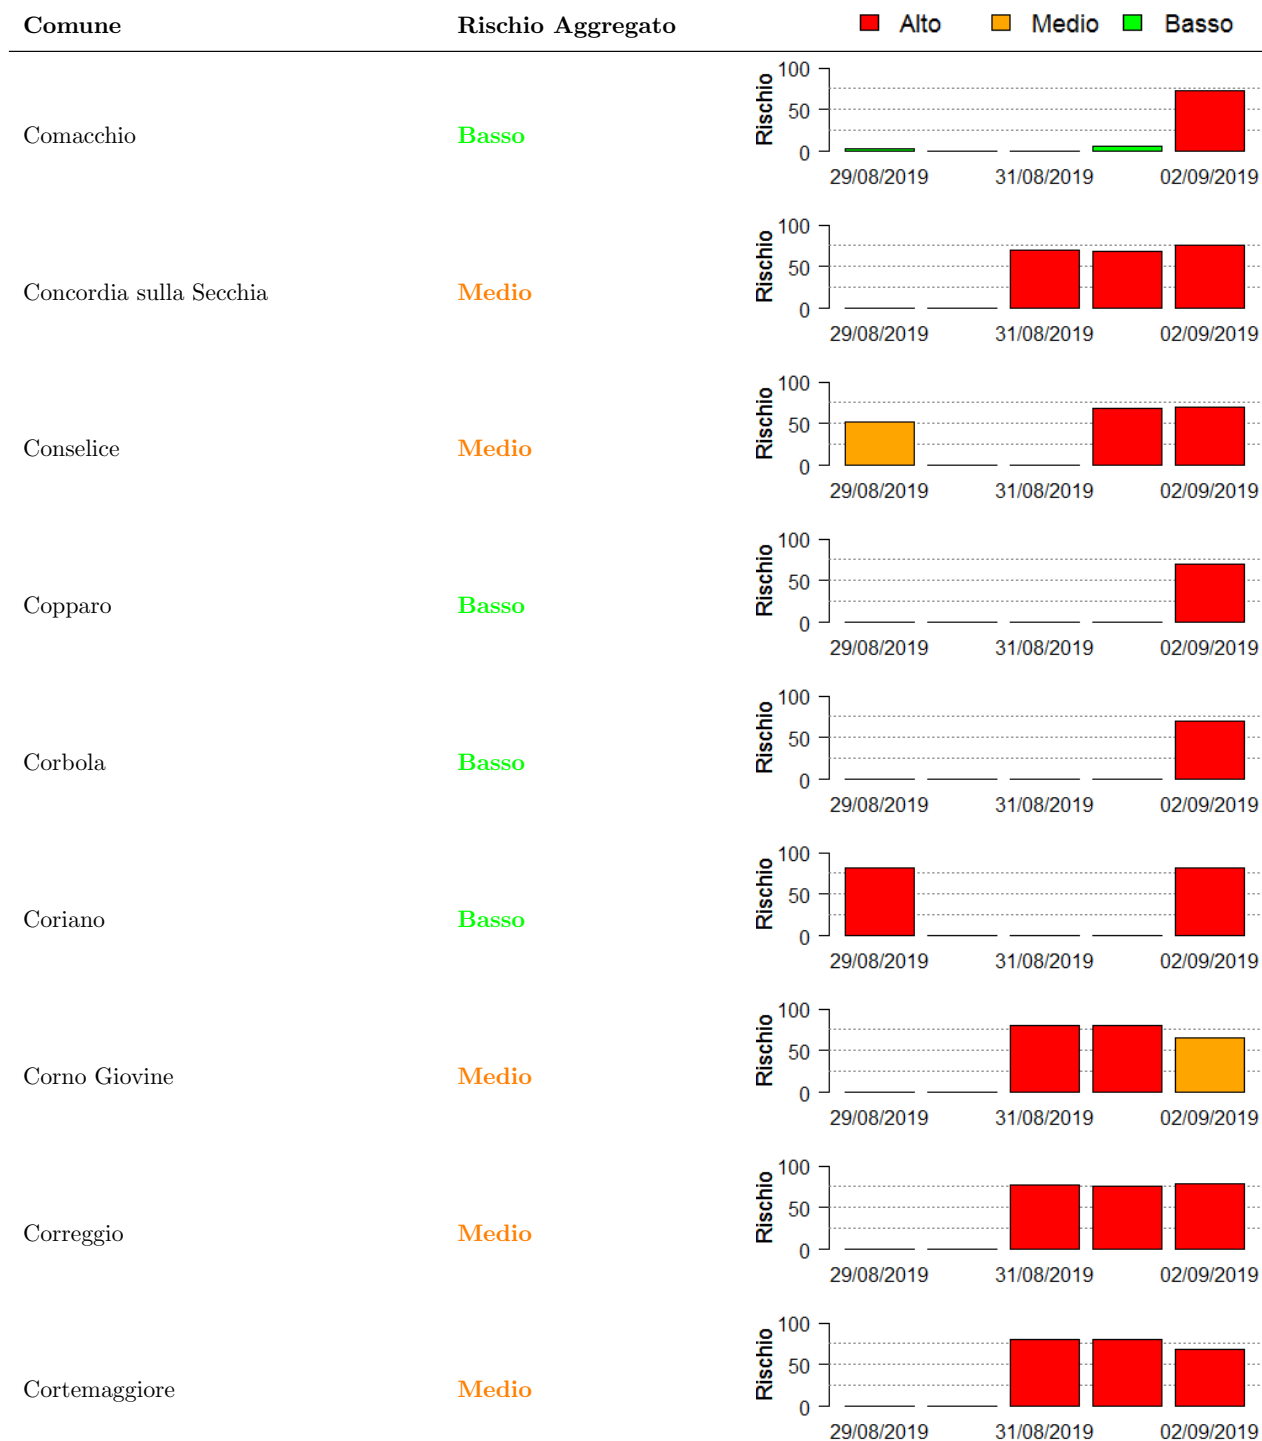 Comune Rischio Aggregato Alto Medio Basso
Comacchio Basso
Rischio
100
50
0
29/08/2019 31/08/2019 02/09/2019
Concordia sulla Secchia Medio
Rischio
100
50
0
29/08/2019 31/08/2019 02/09/2019
Conselice Medio
Rischio
100
50
0
29/08/2019 31/08/2019 02/09/2019
Copparo Basso
Rischio
100
50
0
29/08/2019 31/08/2019 02/09/2019
Corbola Basso
Rischio
100
50
0
29/08/2019 31/08/2019 02/09/2019
Coriano Basso
Rischio
100
50
0
29/08/2019 31/08/2019 02/09/2019
Corno Giovine Medio
Rischio
100
50
0
29/08/2019 31/08/2019 02/09/2019
Correggio Medio
Rischio
100
50
0
29/08/2019 31/08/2019 02/09/2019
Cortemaggiore Medio
Rischio
100
50
0
29/08/2019 31/08/2019 02/09/2019